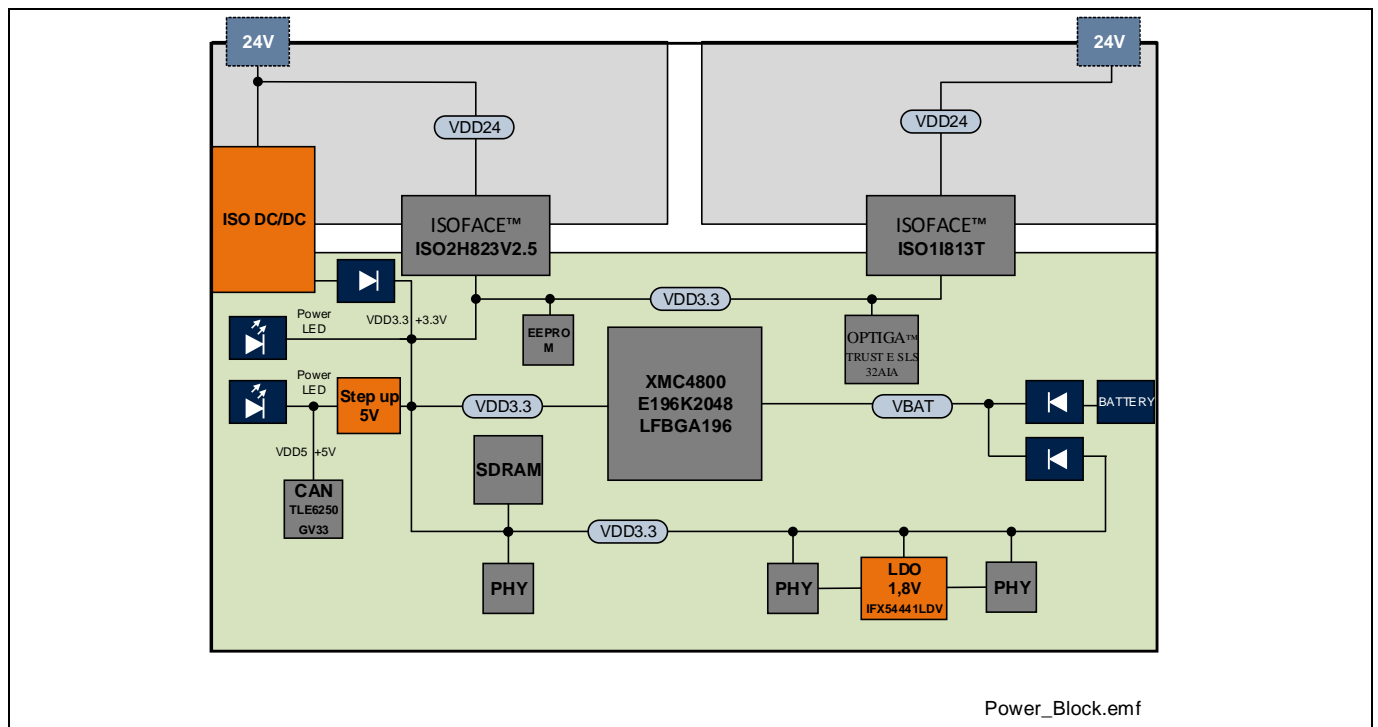 24V
24V
VDD24
VDD24
ISO DC/DC
ISOFACE™
ISO2H823V2.5
ISOFACE™
ISO1I813T
VDD3.3
Power
LED
VDD3.3 +3.3V
EEPRO
M
OPTIGA™
TRUST E SLS
32AIA
XMC4800
E196K2048
LFBGA196
Power
LED
Step up
5V
VDD3.3
VBAT
BATTERY
VDD5 +5V
SDRAM
CAN
TLE6250
GV33
VDD3.3
PHY
PHY
LDO
1,8V
IFX54441LDV
PHY
Power_Block.emf